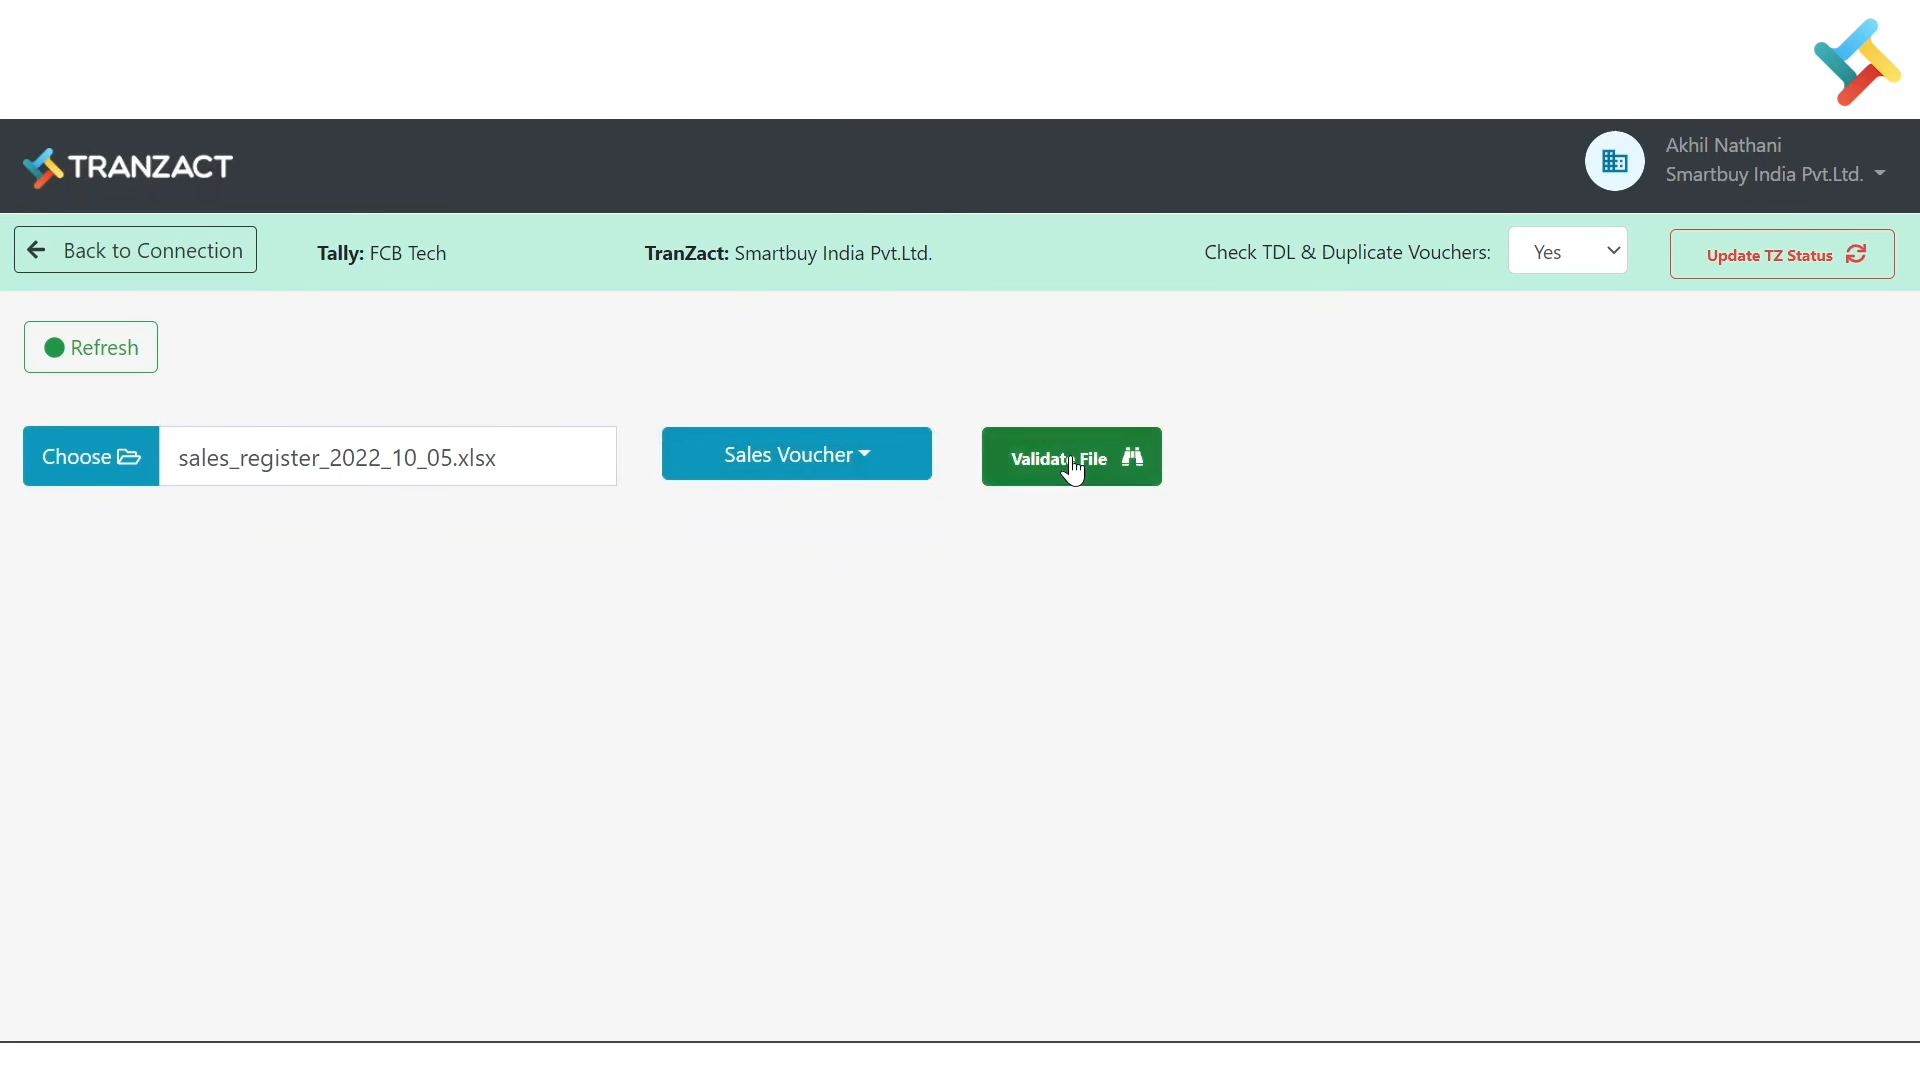 TRANZACT
Akhil Nathani
Smartbuy India Pvt.Ltd.
Back to Connection
Tally: FCB Tech
TranZact: Smartbuy India Pvt.Ltd.
Check TDL & Duplicate Vouchers:
Yes
Update TZ Status
Refresh
Choose
sales_register_2022_10_05.xlsx
Sales Voucher
Validate File